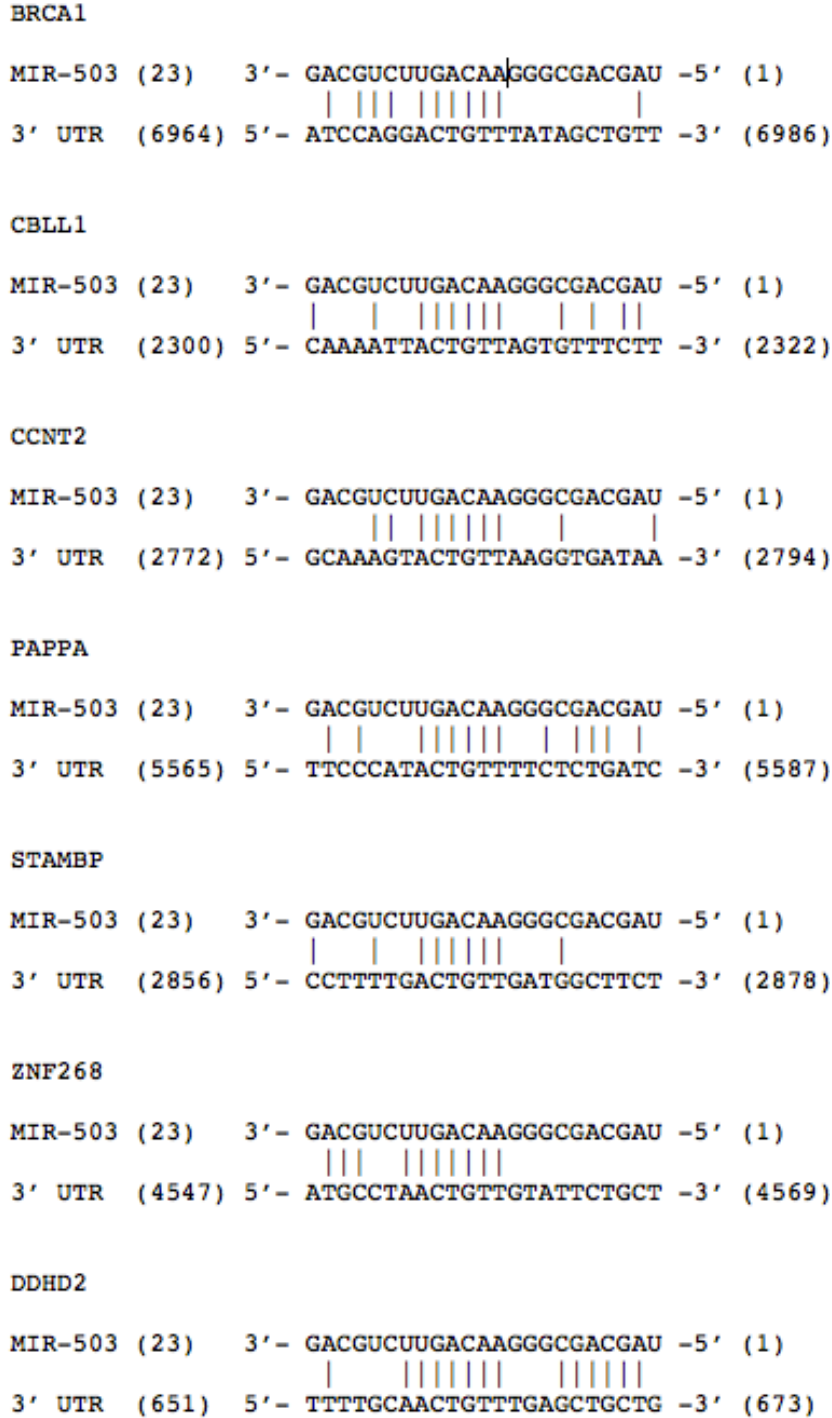 BRCA1
MIR-503 (23)   3′- GACGUCUUGACAAGGGCGACGAU -5′ (1)
                    | ||| ||||||        |
3′ UTR  (6964) 5′- ATCCAGGACTGTTTATAGCTGTT -3′ (6986)
CBLL1
MIR-503 (23)   3′- GACGUCUUGACAAGGGCGACGAU -5′ (1)
                   |   |  ||||||   | | ||
3′ UTR  (2300) 5′- CAAAATTACTGTTAGTGTTTCTT -3′ (2322)
CCNT2
MIR-503 (23)   3′- GACGUCUUGACAAGGGCGACGAU -5′ (1)
                       || ||||||   |     |
3′ UTR  (2772) 5′- GCAAAGTACTGTTAAGGTGATAA -3′ (2794)
PAPPA
MIR-503 (23)   3′- GACGUCUUGACAAGGGCGACGAU -5′ (1)
                    | |   ||||||  | ||| |
3′ UTR  (5565) 5′- TTCCCATACTGTTTTCTCTGATC -3′ (5587)
STAMBP
MIR-503 (23)   3′- GACGUCUUGACAAGGGCGACGAU -5′ (1)
                   |   |  ||||||   |
3′ UTR  (2856) 5′- CCTTTTGACTGTTGATGGCTTCT -3′ (2878)
ZNF268
MIR-503 (23)   3′- GACGUCUUGACAAGGGCGACGAU -5′ (1)
                    |||  |||||||
3′ UTR  (4547) 5′- ATGCCTAACTGTTGTATTCTGCT -3′ (4569)
DDHD2
MIR-503 (23)   3′- GACGUCUUGACAAGGGCGACGAU -5′ (1)
                    |    |||||||   ||||||
3′ UTR  (651)  5′- TTTTGCAACTGTTTGAGCTGCTG -3′ (673)